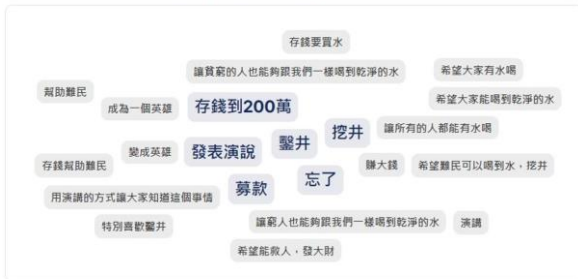 存錢要買水
讓貧窮的人也能夠跟我們一樣喝到乾淨的水
希望大家有水喝
幫助難民
成為一個英雄
存錢到200萬
希望大家能喝到乾淨的水
挖井
讓所有的人都能有水喝
鑿井
變成英雄
發表演說
存錢幫助難民
賺大錢
希望難民可以喝到水，挖井
忘了
募款
用演講的方式讓大家知道這個事情
特別喜歡鑿井
讓窮人也能夠跟我們一樣喝到乾淨的水
演講
希望能救人，發大財